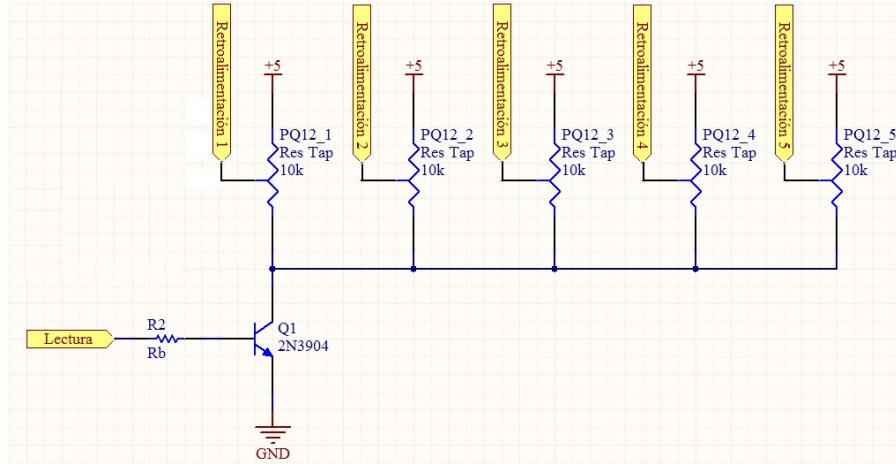 Retroalimentación 1
+5
PQ12_1
Res Tap
10k
Retroalimentación 2
+5
PQ12_2
Res Tap
10k
Retroalimentación 3
+5
PQ12_3
Res Tap
10k
Retroalimentación 4
+5
PQ12_4
Res Tap
10k
Retroalimentación 5
+5
PQ12_5
Res Tap
10k
Lectura
R2
Rb
Q1
2N3904
GND